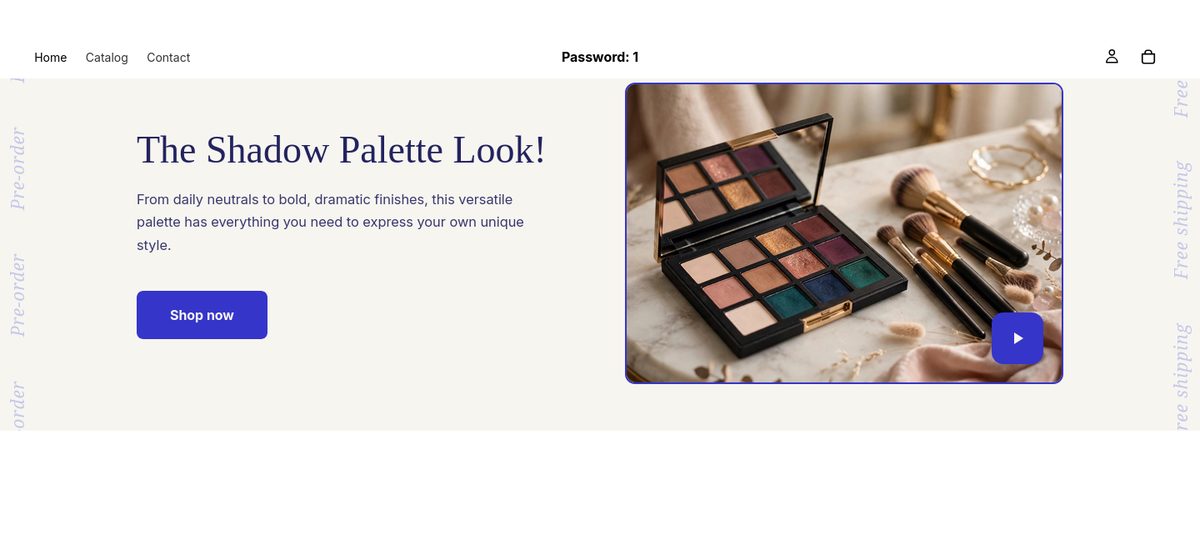 Home
Catalog
Contact
Password: 1
Pre-order
Pre-order
order
The Shadow Palette Look!
From daily neutrals to bold, dramatic finishes, this versatile
palette has everything you need to express your own unique
style.
Shop now
Free
Free shipping
ree shipping